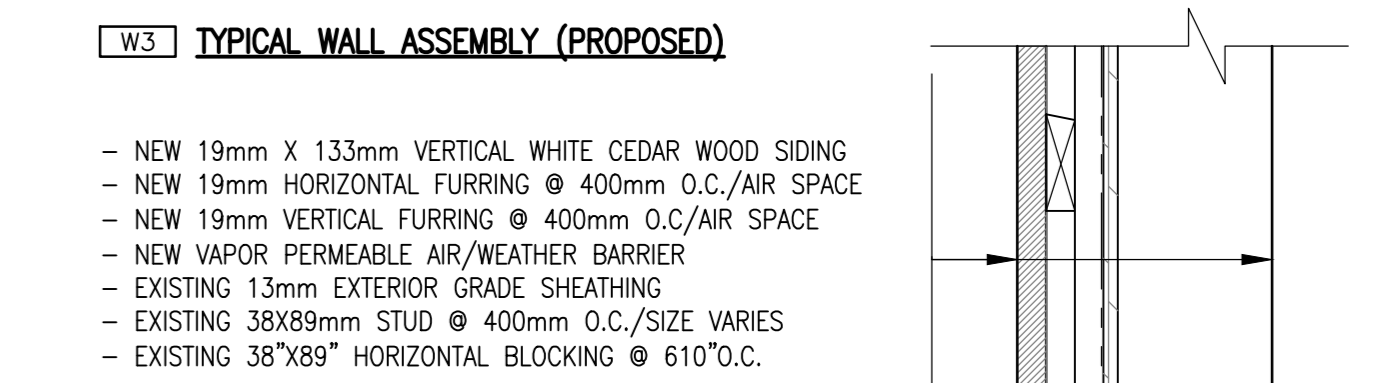 W3 TYPICAL WALL ASSEMBLY (PROPOSED)
– NEW 19mm X 133mm VERTICAL WHITE CEDAR WOOD SIDING
– NEW 19mm HORIZONTAL FURRING @ 400mm O.C./AIR SPACE
– NEW 19mm VERTICAL FURRING @ 400mm O.C/AIR SPACE
– NEW VAPOR PERMEABLE AIR/WEATHER BARRIER
– EXISTING 13mm EXTERIOR GRADE SHEATHING
– EXISTING 38X89mm STUD @ 400mm O.C./SIZE VARIES
– EXISTING 38”X89” HORIZONTAL BLOCKING @ 610”O.C.